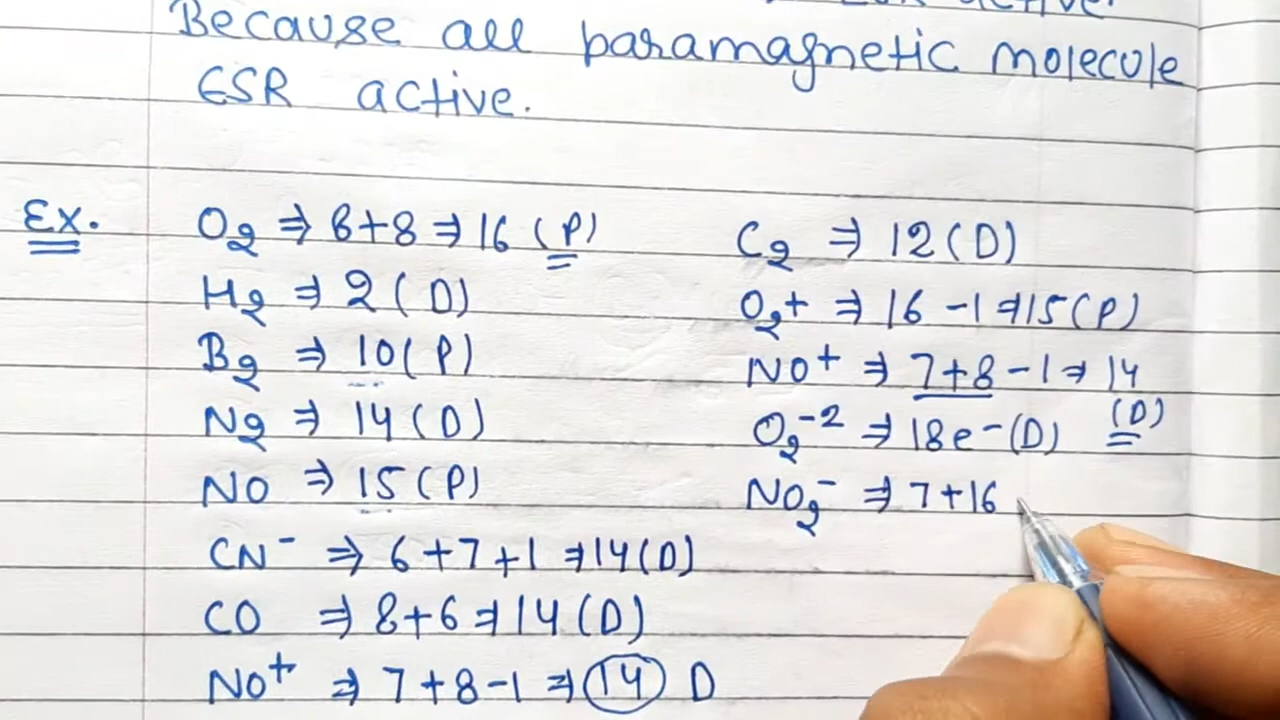 Because all paramagnetic molecule
ESR active.
Ex.
O2 ⇒ 8+8 ⇒ 16 (P)
H2 ⇒ 2 (D)
B2 ⇒ 10 (P)
N2 ⇒ 14 (D)
NO ⇒ 15 (P)
CN⁻ ⇒ 6+7+1 ⇒ 14 (D)
CO ⇒ 8+6 ⇒ 14 (D)
NO⁺ ⇒ 7+8-1 ⇒ 14 D
C2 ⇒ 12 (D)
O2+ ⇒ 16 -1 ⇒ 15 (P)
NO⁺ ⇒ 7+8-1 ⇒ 14
(D)
O2⁻² ⇒ 18e⁻ (D)
NO2⁻ ⇒ 7+16